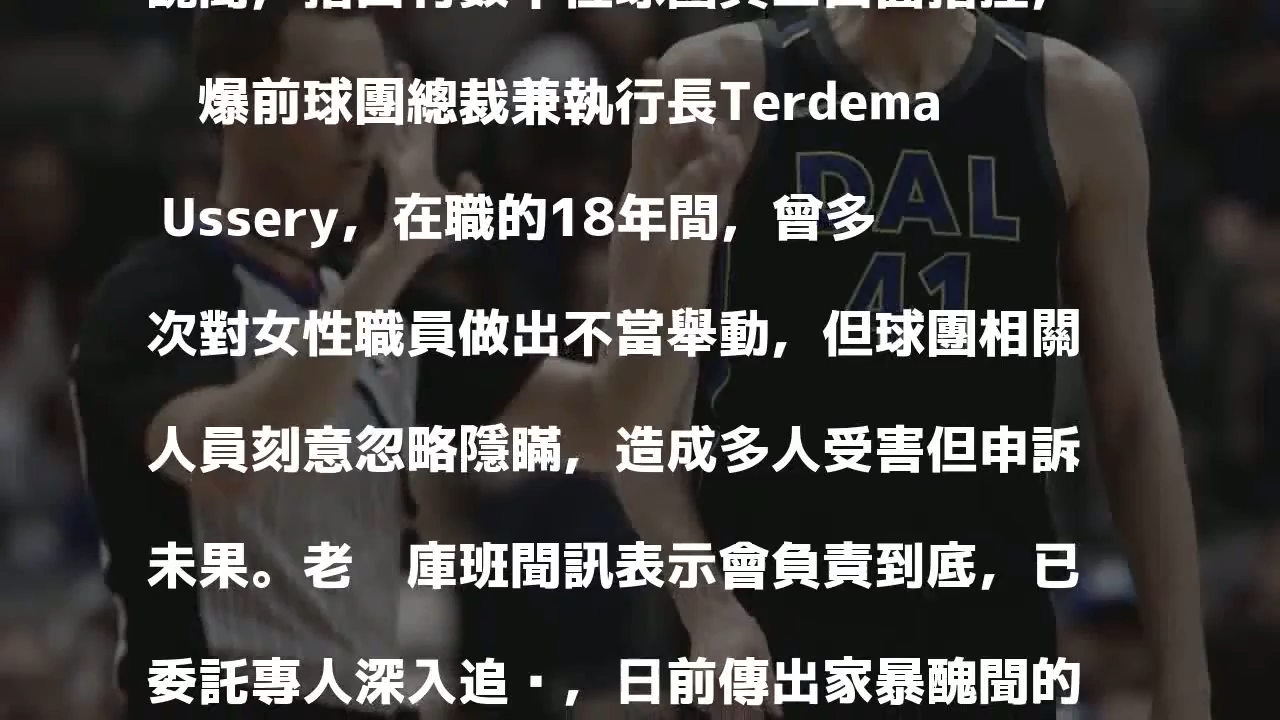 爆前球團總裁兼執行長Terdema
Ussery，在職的18年間，曾多
次對女性職員做出不當舉動，但球團相關
人員刻意忽略隱瞞，造成多人受害但申訴
未果。老　庫班聞訊表示會負責到底，已
委託專人深入追·，日前傳出家暴醜聞的
DAL
41